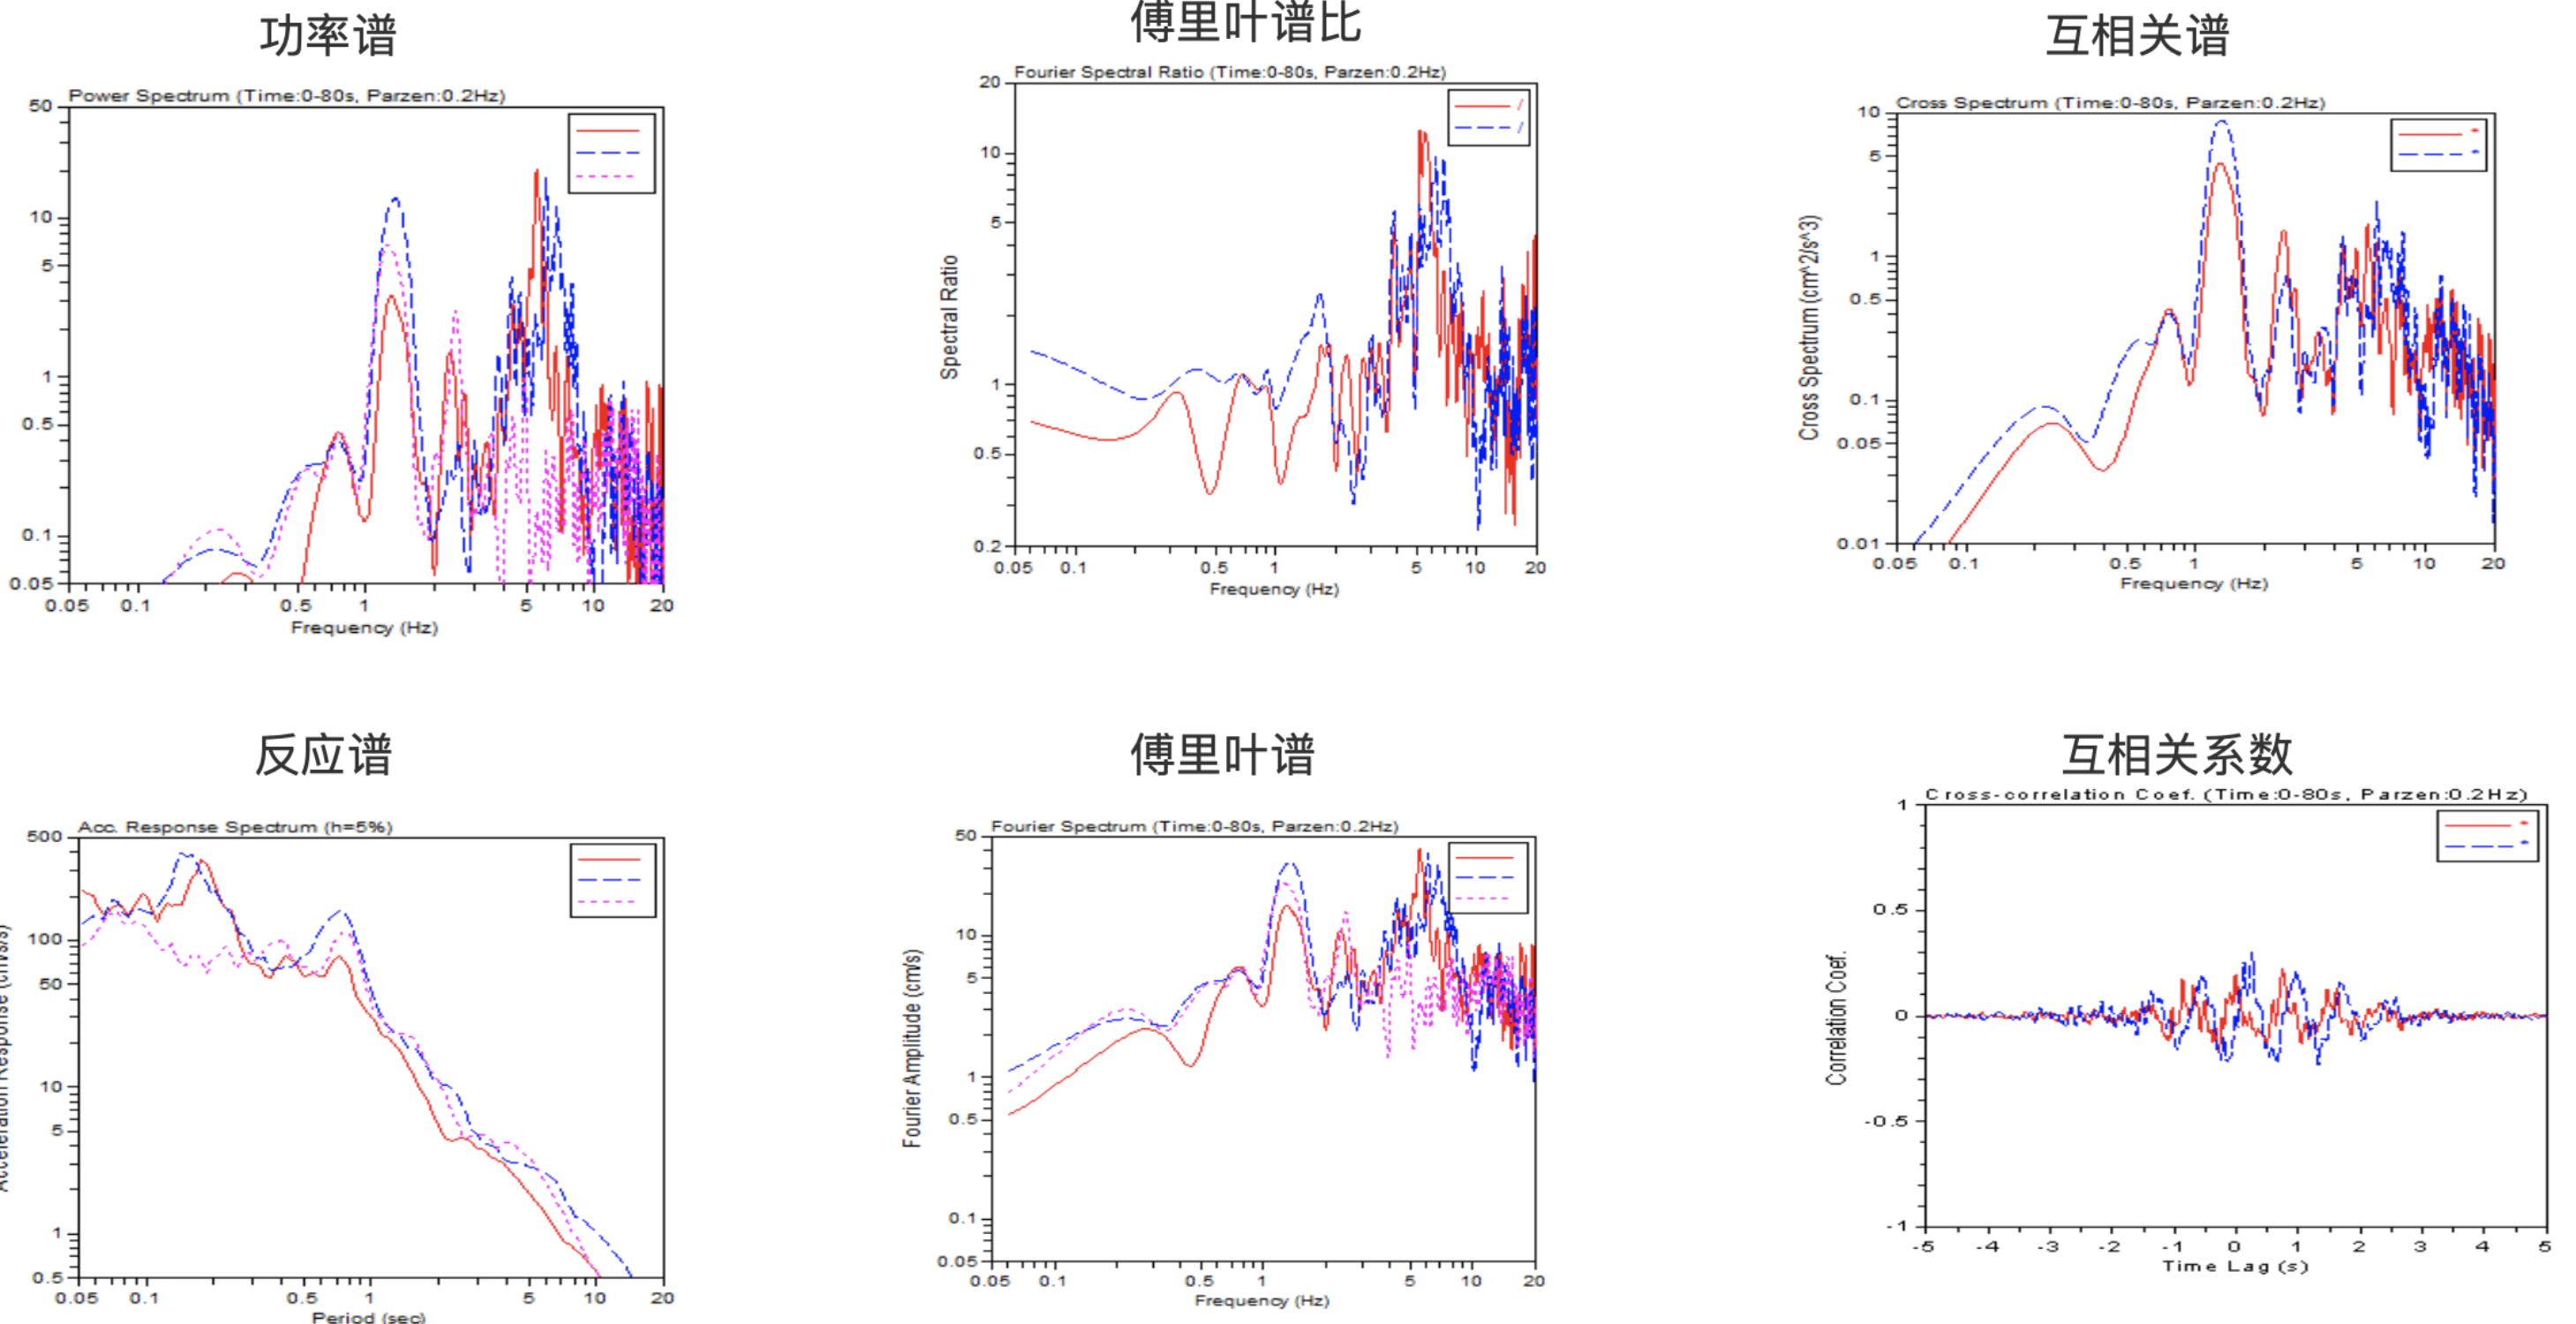 功率谱
傅里叶谱比
互相关谱
Power Spectrum (Time:0-80s, Parzen:0.2Hz)
50
10
5
1
0.5
0.1
0.05
0.05 0.1 0.5 1 5 10 20
Frequency (Hz)
Fourier Spectral Ratio (Time:0-80s, Parzen:0.2Hz)
/
/
Spectral Ratio
20
10
5
1
0.5
0.2
0.05 0.1 0.5 1 5 10 20
Frequency (Hz)
Cross Spectrum (Time:0-80s, Parzen:0.2Hz)
*
*
Cross Spectrum (cm^2/s^3)
10
5
1
0.5
0.1
0.05
0.01
0.05 0.1 0.5 1 5 10 20
Frequency (Hz)
反应谱
傅里叶谱
互相关系数
Acc. Response Spectrum (h=5%)
Acceleration Response (cm/s/s)
500
100
50
10
5
1
0.5
0.05 0.1 0.5 1 5 10 20
Period (sec)
Fourier Spectrum (Time:0-80s, Parzen:0.2Hz)
Fourier Amplitude (cm/s)
50
10
5
1
0.5
0.1
0.05
0.05 0.1 0.5 1 5 10 20
Frequency (Hz)
Cross-correlation Coef. (Time:0-80s, Parzen:0.2Hz)
*
*
Correlation Coef.
1
0.5
0
-0.5
-1
-5 -4 -3 -2 -1 0 1 2 3 4 5
Time Lag (s)